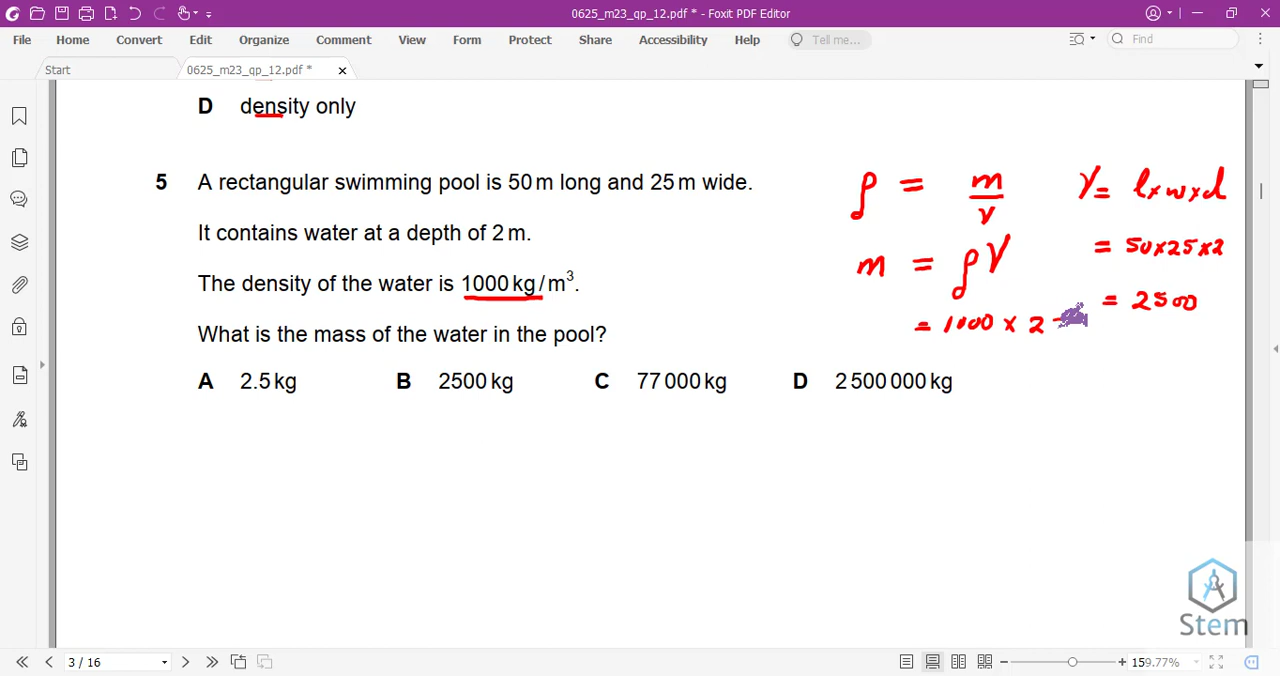 0625_m23_qp_12.pdf * - Foxit PDF Editor
File Home Convert Edit Organize Comment View Form Protect Share Accessibility Help Tell me... Find
Start 0625_m23_qp_12.pdf *
D density only
5 A rectangular swimming pool is 50 m long and 25 m wide.
It contains water at a depth of 2 m.
The density of the water is 1000 kg/m³.
What is the mass of the water in the pool?
A 2.5 kg B 2500 kg C 77 000 kg D 2 500 000 kg
ρ = m/V
m = ρV
= 1000 × 2
V = l × w × d
= 50 × 25 × 2
= 2500
Stem
3 / 16 159.77%